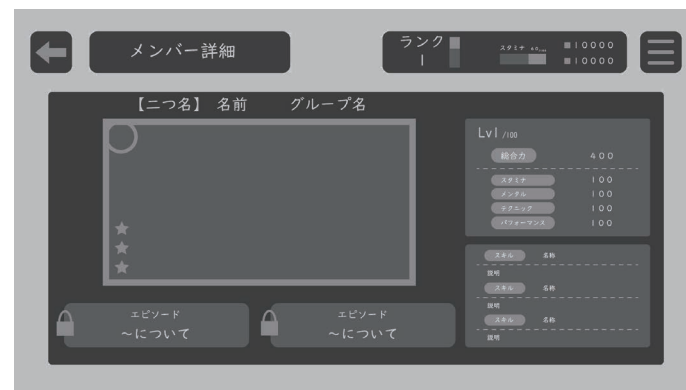 メンバー詳細
ランク
1
スタミナ
10000
10000
【二つ名】 名前 グループ名
Lv1 /100
総合力 400
スタミナ 100
メンタル 100
テクニック 100
パフォーマンス 100
スキル 名称
説明
スキル 名称
説明
スキル 名称
説明
エピソード
～について
エピソード
～について